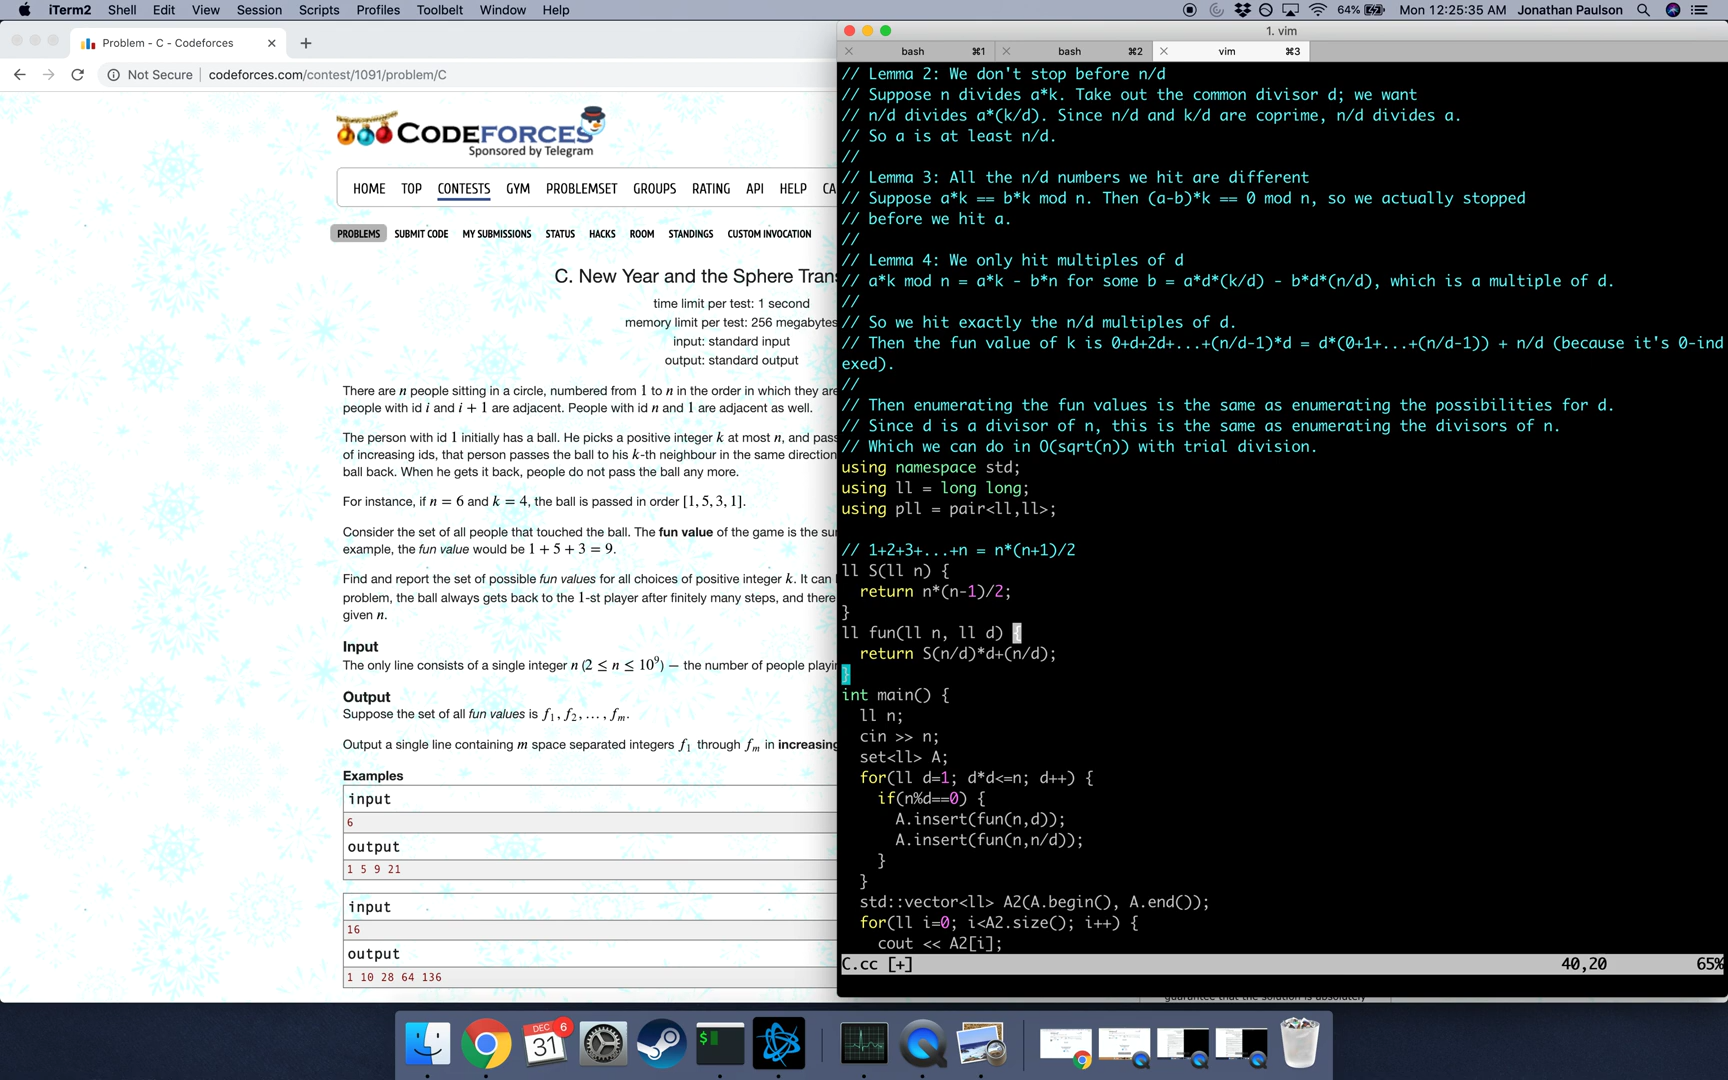 iTerm2 Shell Edit View Session Scripts Profiles Toolbelt Window Help 64% Mon 12:25:35 AM Jonathan Paulson
Problem - C - Codeforces
Not Secure codeforces.com/contest/1091/problem/C
CODEFORCES
Sponsored by Telegram
HOME TOP CONTESTS GYM PROBLEMSET GROUPS RATING API HELP CA
PROBLEMS SUBMIT CODE MY SUBMISSIONS STATUS HACKS ROOM STANDINGS CUSTOM INVOCATION
C. New Year and the Sphere Tran
time limit per test: 1 second
memory limit per test: 256 megabytes
input: standard input
output: standard output
There are n people sitting in a circle, numbered from 1 to n in the order in which they are
people with id i and i + 1 are adjacent. People with id n and 1 are adjacent as well.
The person with id 1 initially has a ball. He picks a positive integer k at most n, and pass
of increasing ids, that person passes the ball to his k-th neighbour in the same direction
ball back. When he gets it back, people do not pass the ball any more.
For instance, if n = 6 and k = 4, the ball is passed in order [1, 5, 3, 1].
Consider the set of all people that touched the ball. The fun value of the game is the su
example, the fun value would be 1 + 5 + 3 = 9.
Find and report the set of possible fun values for all choices of positive integer k. It can
problem, the ball always gets back to the 1-st player after finitely many steps, and there
given n.
Input
The only line consists of a single integer n (2 ≤ n ≤ 10⁹) — the number of people playi
Output
Suppose the set of all fun values is f₁, f₂, …, fₘ.
Output a single line containing m space separated integers f₁ through fₘ in increasing
Examples
input
6
output
1 5 9 21
input
16
output
1 10 28 64 136
1. vim
bash ⌘1 bash ⌘2 vim ⌘3
// Lemma 2: We don't stop before n/d
// Suppose n divides a*k. Take out the common divisor d; we want
// n/d divides a*(k/d). Since n/d and k/d are coprime, n/d divides a.
// So a is at least n/d.
//
// Lemma 3: All the n/d numbers we hit are different
// Suppose a*k == b*k mod n. Then (a-b)*k == 0 mod n, so we actually stopped
// before we hit a.
//
// Lemma 4: We only hit multiples of d
// a*k mod n = a*k - b*n for some b = a*d*(k/d) - b*d*(n/d), which is a multiple of d.
//
// So we hit exactly the n/d multiples of d.
// Then the fun value of k is 0+d+2d+...+(n/d-1)*d = d*(0+1+...+(n/d-1)) + n/d (because it's 0-ind
exed).
//
// Then enumerating the fun values is the same as enumerating the possibilities for d.
// Since d is a divisor of n, this is the same as enumerating the divisors of n.
// Which we can do in O(sqrt(n)) with trial division.
using namespace std;
using ll = long long;
using pll = pair<ll,ll>;
// 1+2+3+...+n = n*(n+1)/2
ll S(ll n) {
return n*(n-1)/2;
}
ll fun(ll n, ll d) {
return S(n/d)*d+(n/d);
}
int main() {
ll n;
cin >> n;
set<ll> A;
for(ll d=1; d*d<=n; d++) {
if(n%d==0) {
A.insert(fun(n,d));
A.insert(fun(n,n/d));
}
}
std::vector<ll> A2(A.begin(), A.end());
for(ll i=0; i<A2.size(); i++) {
cout << A2[i];
C.cc [+] 40,20 65%
guarantee that the solution is absolutely
DEC 6
31
$